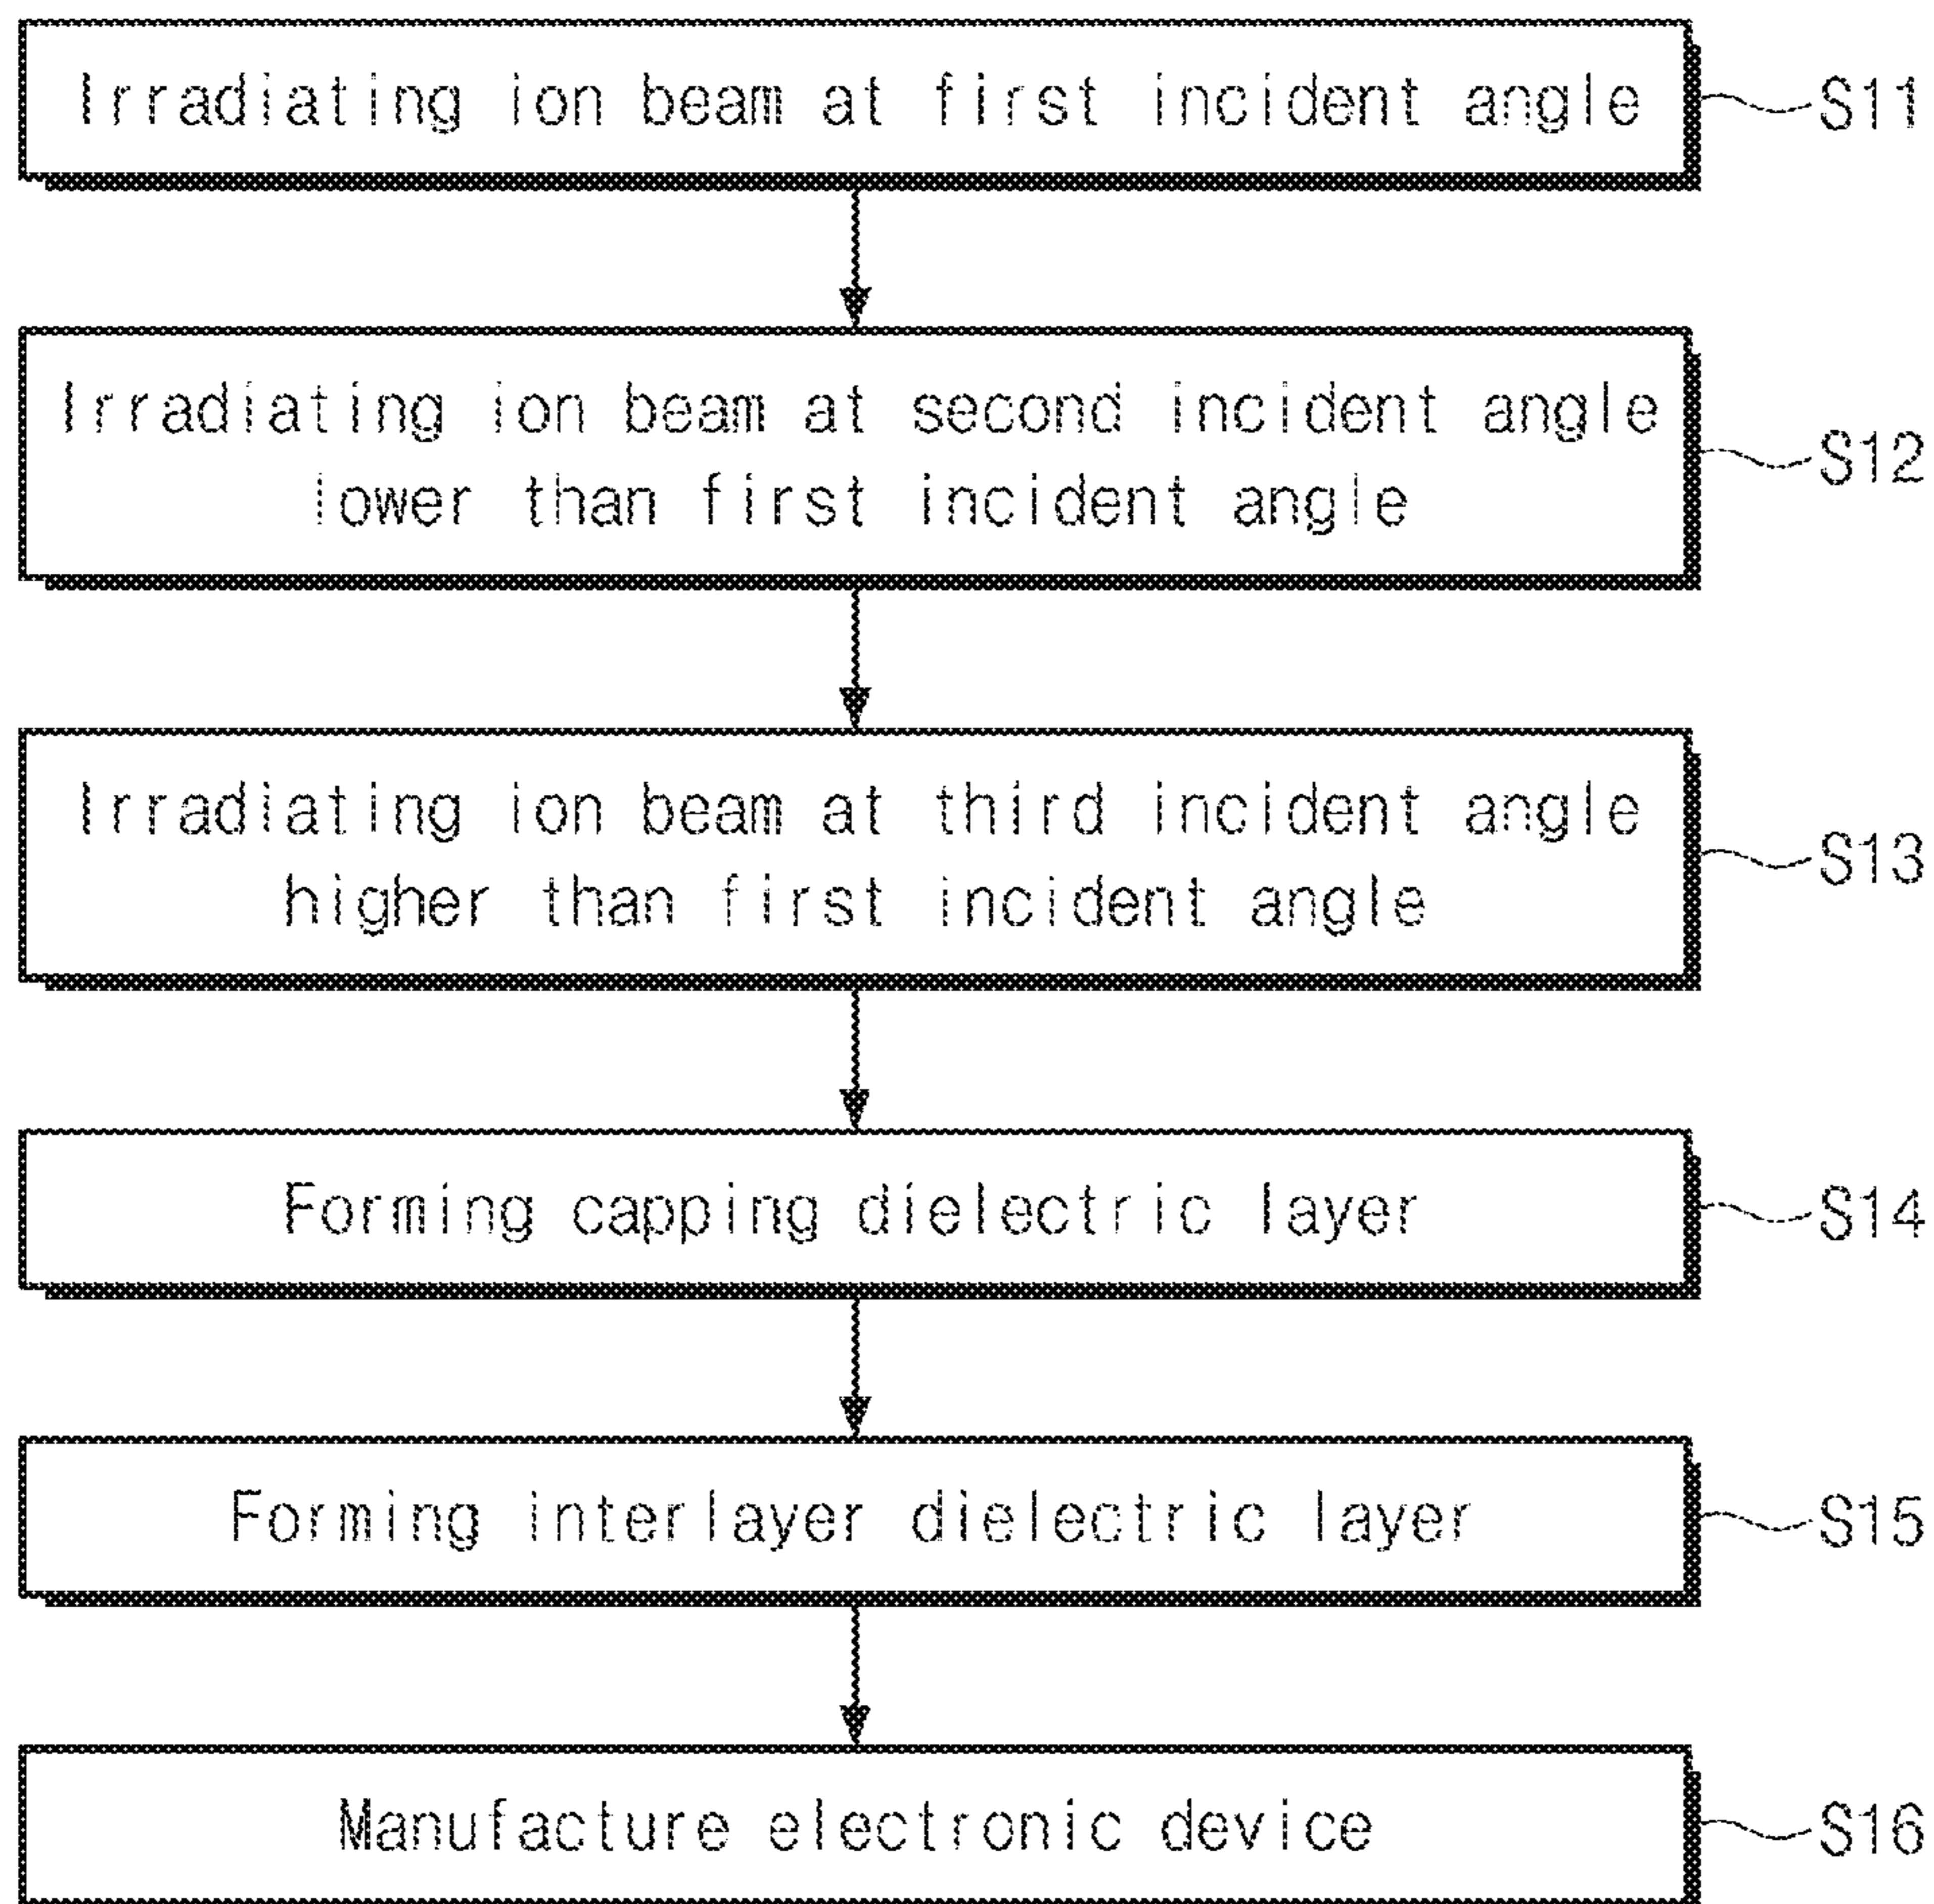 Irradiating ion beam at first incident angle
S11
Irradiating ion beam at second incident angle
lower than first incident angle
S12
Irradiating ion beam at third incident angle
higher than first incident angle
S13
Forming capping dielectric layer
S14
Forming interlayer dielectric layer
S15
Manufacture electronic device
S16